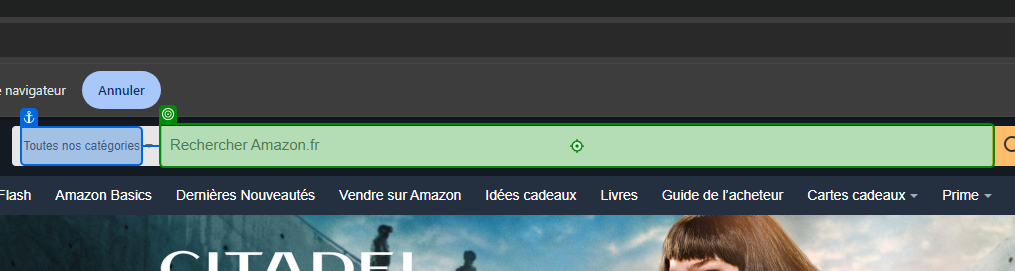 e navigateur Annuler
Toutes nos catégories Rechercher Amazon.fr
Flash Amazon Basics Dernières Nouveautés Vendre sur Amazon Idées cadeaux Livres Guide de l’acheteur Cartes cadeaux Prime
CITADEL